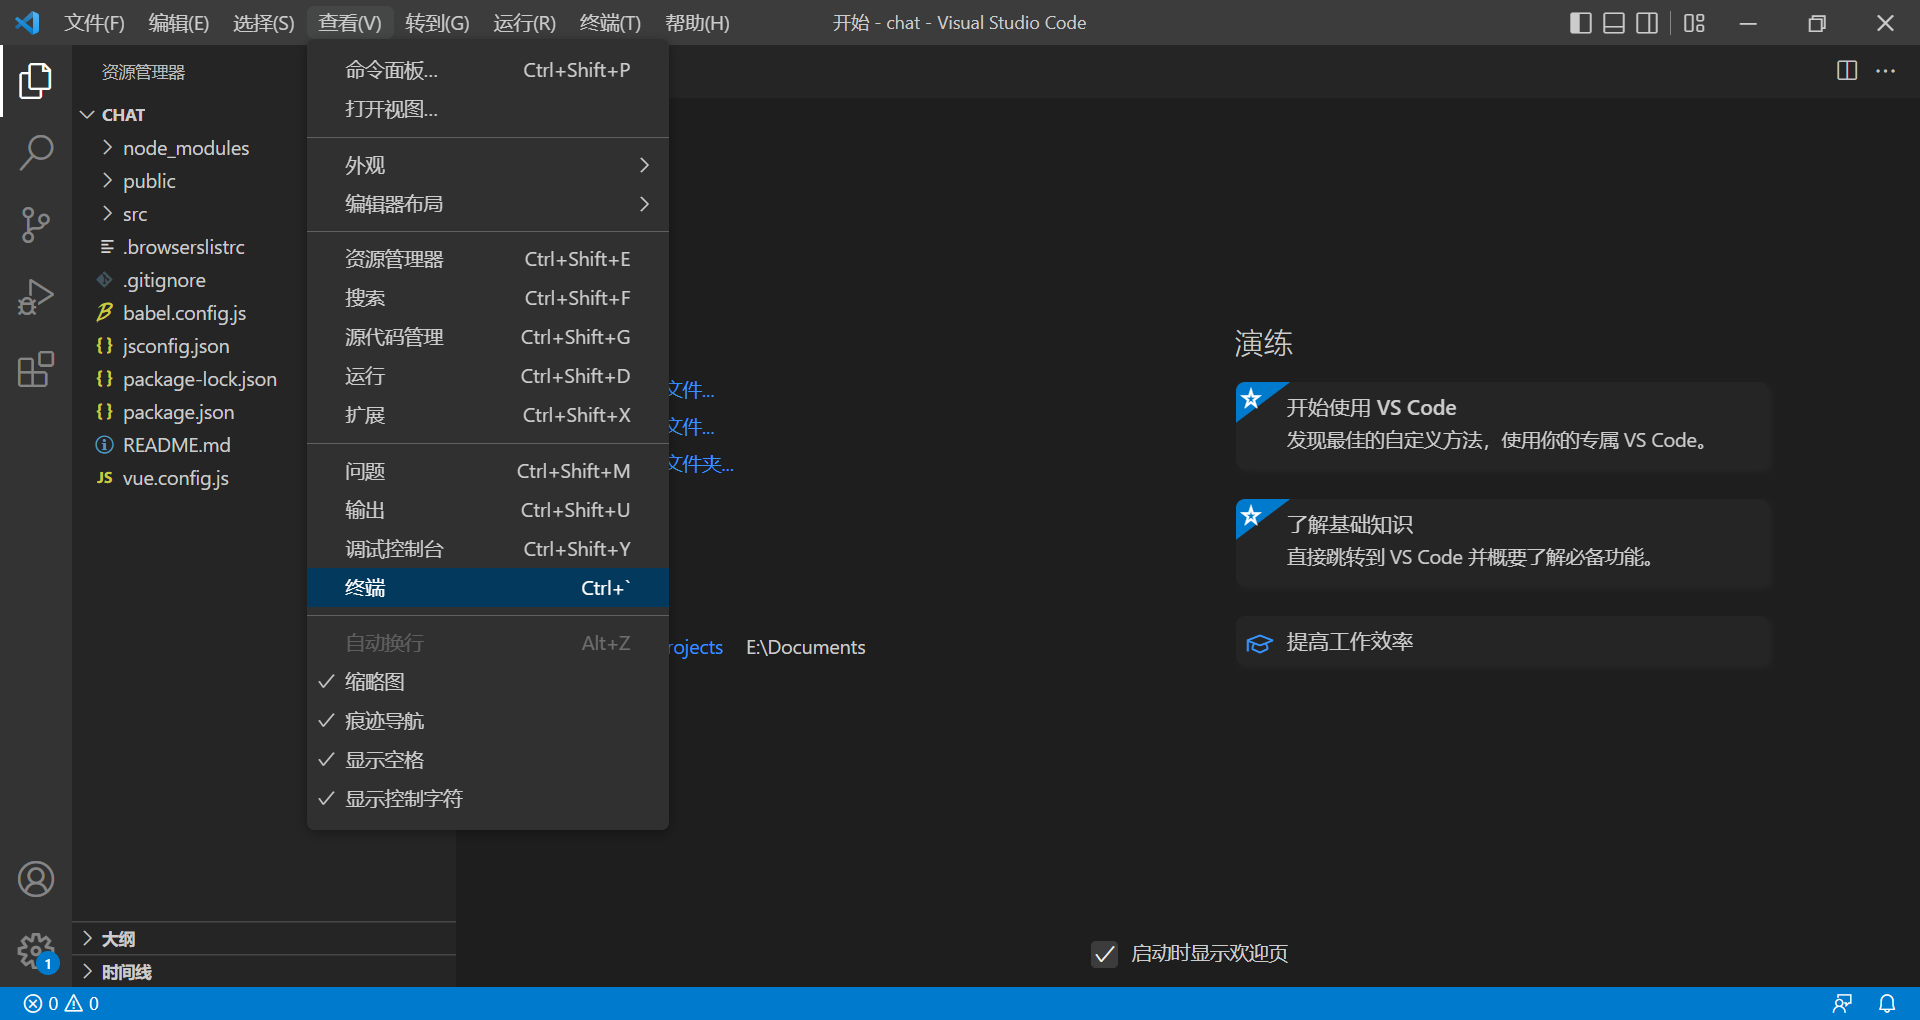 文件(F) 编辑(E) 选择(S) 查看(V) 转到(G) 运行(R) 终端(T) 帮助(H) 开始 - chat - Visual Studio Code
资源管理器
CHAT
node_modules
public
src
.browserslistrc
.gitignore
babel.config.js
jsconfig.json
package-lock.json
package.json
README.md
vue.config.js
大纲
时间线
命令面板... Ctrl+Shift+P
打开视图...
外观
编辑器布局
资源管理器 Ctrl+Shift+E
搜索 Ctrl+Shift+F
源代码管理 Ctrl+Shift+G
运行 Ctrl+Shift+D
扩展 Ctrl+Shift+X
问题 Ctrl+Shift+M
输出 Ctrl+Shift+U
调试控制台 Ctrl+Shift+Y
终端 Ctrl+`
自动换行 Alt+Z
缩略图
痕迹导航
显示空格
显示控制字符
文件...
文件...
文件夹...
rojects E:\Documents
演练
开始使用 VS Code
发现最佳的自定义方法，使用你的专属 VS Code。
了解基础知识
直接跳转到 VS Code 并概要了解必备功能。
提高工作效率
启动时显示欢迎页
1
0 0